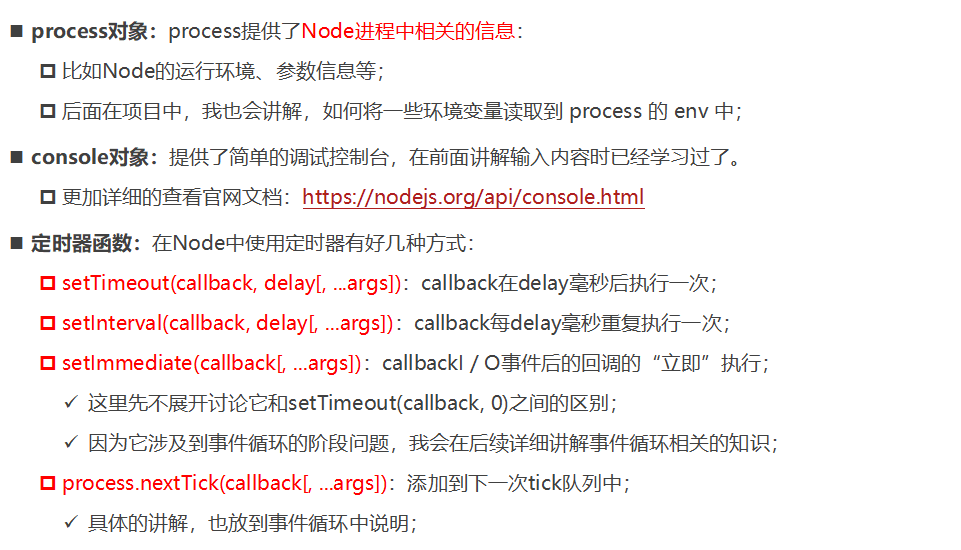 process对象：process提供了Node进程中相关的信息：
比如Node的运行环境、参数信息等；
后面在项目中，我也会讲解，如何将一些环境变量读取到 process 的 env 中；
console对象：提供了简单的调试控制台，在前面讲解输入内容时已经学习过了。
更加详细的查看官网文档：https://nodejs.org/api/console.html
定时器函数：在Node中使用定时器有好几种方式：
setTimeout(callback, delay[, ...args])：callback在delay毫秒后执行一次；
setInterval(callback, delay[, ...args])：callback每delay毫秒重复执行一次；
setImmediate(callback[, ...args])：callbackI / O事件后的回调的“立即”执行；
这里先不展开讨论它和setTimeout(callback, 0)之间的区别；
因为它涉及到事件循环的阶段问题，我会在后续详细讲解事件循环相关的知识；
process.nextTick(callback[, ...args])：添加到下一次tick队列中；
具体的讲解，也放到事件循环中说明；